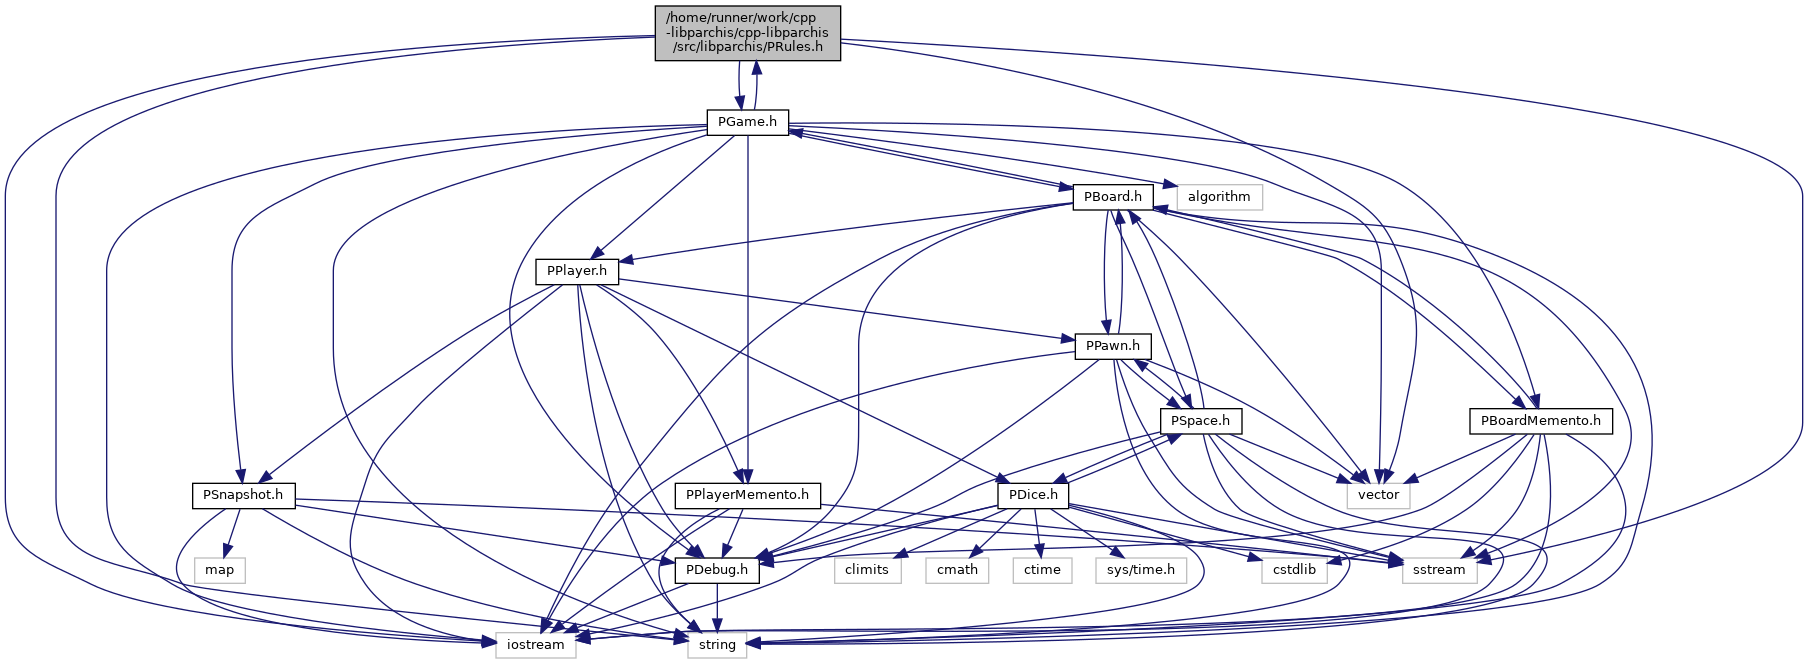 /home/runner/work/cpp
-libparchis/cpp-libparchis
/src/libparchis/PRules.h
PGame.h
PBoard.h
algorithm
PPlayer.h
PPawn.h
PSpace.h
PBoardMemento.h
PSnapshot.h
PPlayerMemento.h
PDice.h
vector
map
PDebug.h
climits
cmath
ctime
sys/time.h
cstdlib
sstream
iostream
string